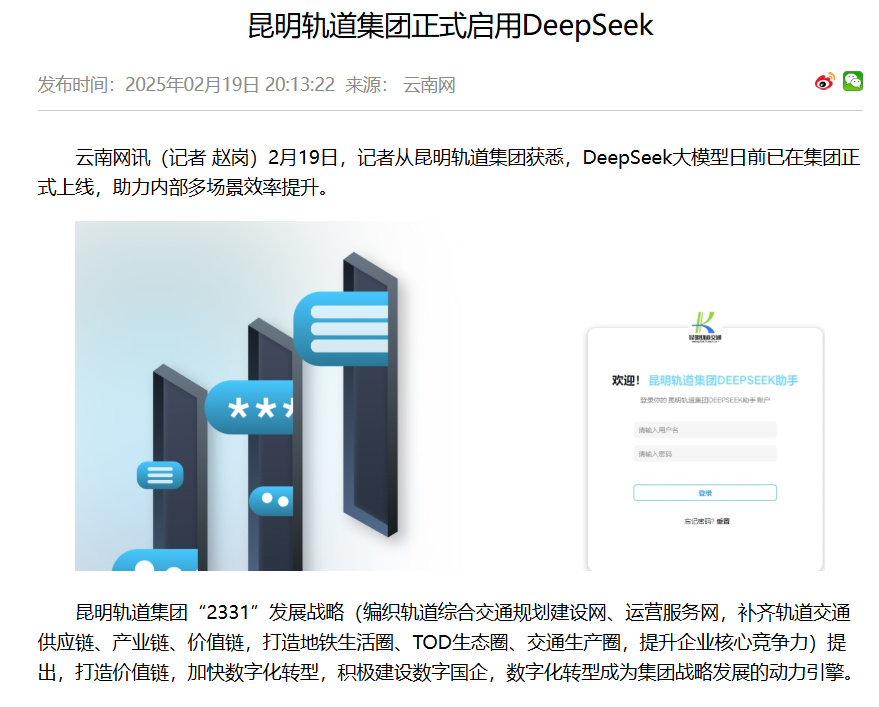 昆明轨道集团正式启用DeepSeek
发布时间：2025年02月19日 20:13:22 来源： 云南网
云南网讯（记者 赵岗）2月19日，记者从昆明轨道集团获悉，DeepSeek大模型日前已在集团正
式上线，助力内部多场景效率提升。
昆明轨道交通
欢迎！ 昆明轨道集团DEEPSEEK助手
登录你的 昆明轨道集团DEEPSEEK助手 账户
请输入用户名
请输入密码
登录
忘记密码？重置
昆明轨道集团“2331”发展战略（编织轨道综合交通规划建设网、运营服务网，补齐轨道交通
供应链、产业链、价值链，打造地铁生活圈、TOD生态圈、交通生产圈，提升企业核心竞争力）提
出，打造价值链，加快数字化转型，积极建设数字国企，数字化转型成为集团战略发展的动力引擎。